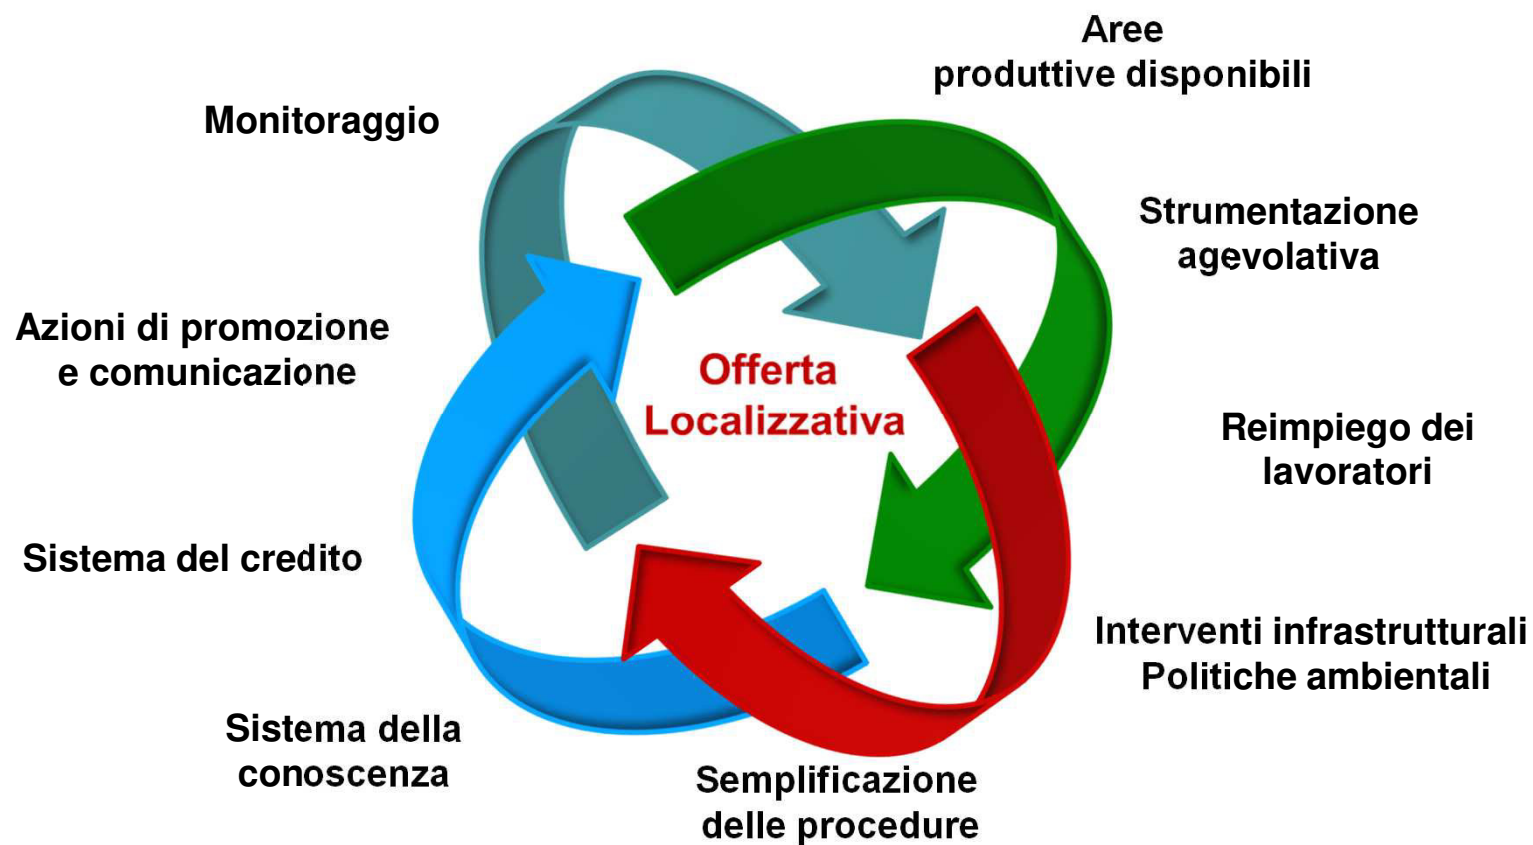 Aree
produttive disponibili
Monitoraggio
Strumentazione
agevolativa
Azioni di promozione
e comunicazione
Offerta
Localizzativa
Reimpiego dei
lavoratori
Sistema del credito
Interventi infrastrutturali
Politiche ambientali
Sistema della
conoscenza
Semplificazione
delle procedure